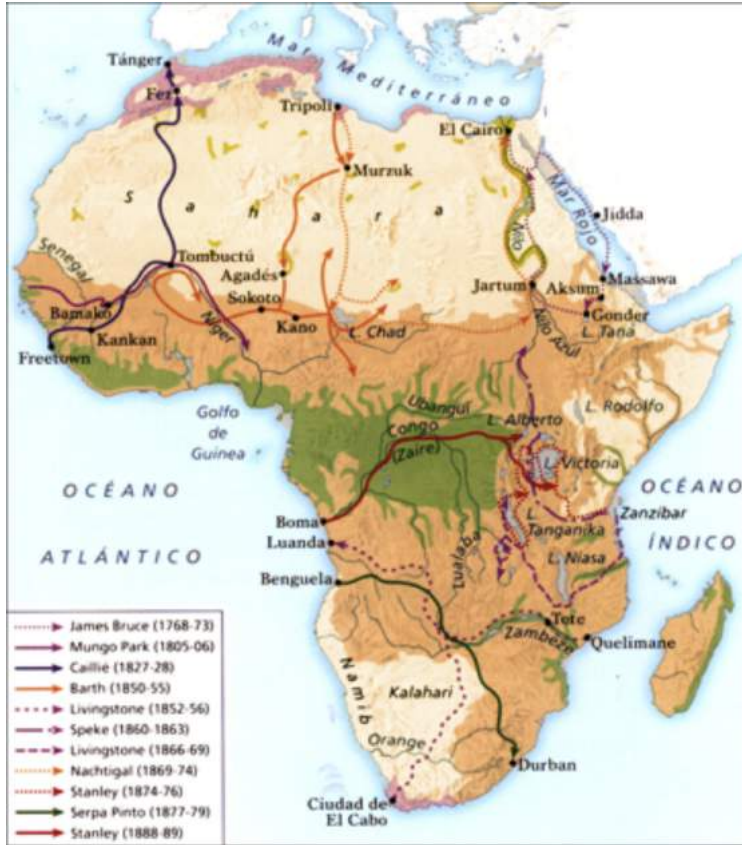 Tánger
Fez
Mar Mediterráneo
Trípoli
El Cairo
Murzuk
Sahara
Nilo
Mar Rojo
Jidda
Senegal
Tombuctú
Agadés
Jartum
Massawa
Aksum
Bamako
Sokoto
Gonder
Kankan
Níger
Kano
L. Chad
Nilo Azul
L. Tana
Freetown
Golfo
de
Guinea
Ubangui
L. Alberto
L. Rodolfo
Congo
(Zaire)
L. Victoria
OCÉANO
ATLÁNTICO
OCÉANO
ÍNDICO
Boma
L.
Tanganika
Zanzíbar
Luanda
Lualaba
L. Niasa
Benguela
Tete
Zambeze
Quelimane
Namib
Kalahari
Orange
Durban
Ciudad de
El Cabo
James Bruce (1768-73)
Mungo Park (1805-06)
Caillié (1827-28)
Barth (1850-55)
Livingstone (1852-56)
Speke (1860-1863)
Livingstone (1866-69)
Nachtigal (1869-74)
Stanley (1874-76)
Serpa Pinto (1877-79)
Stanley (1888-89)